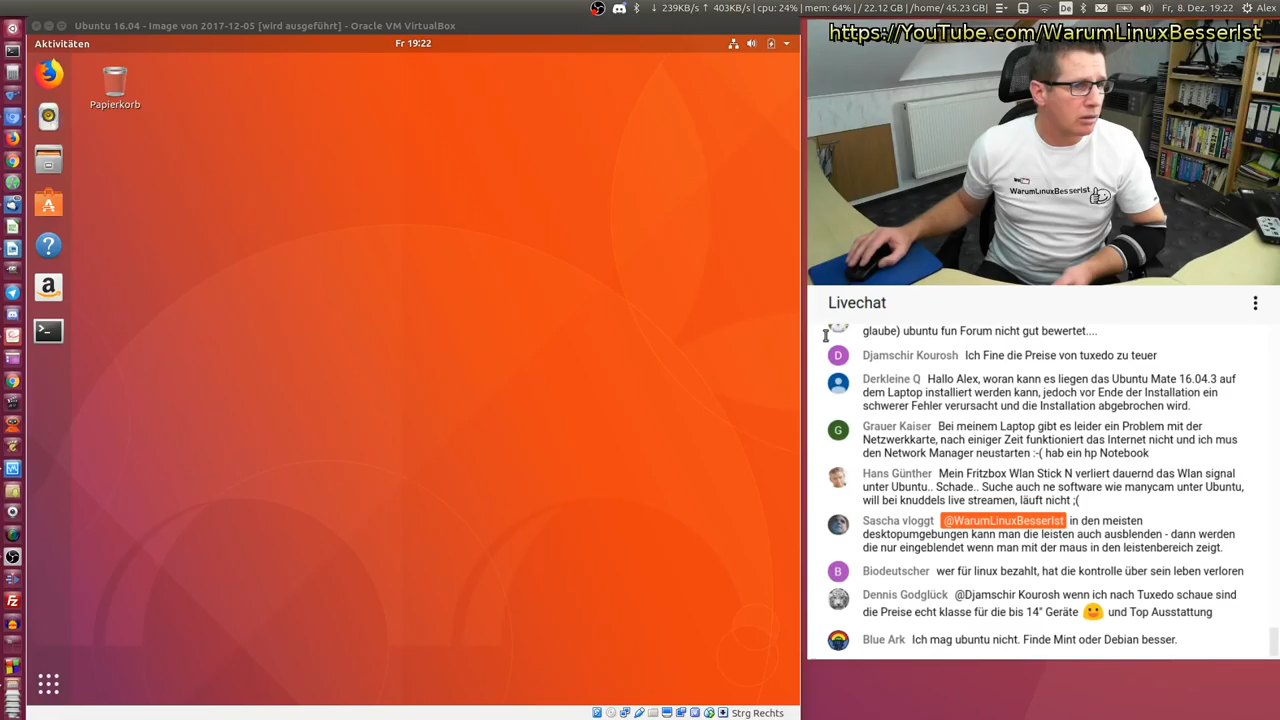 239KB/s 403KB/s | cpu: 24% | mem: 64% | / 22.12 GB | /home | 45.23 GB De Fr, 8. Dez. 19:22 Alex
Ubuntu 16.04 - Image von 2017-12-05 [wird ausgeführt] - Oracle VM VirtualBox
https://YouTube.com/WarumLinuxBesserIst
Aktivitäten Fr 19:22
Papierkorb
WarumLinuxBesserIst
Livechat
glaube) ubuntu fun Forum nicht gut bewertet....
D Djamschir Kourosh Ich Fine die Preise von tuxedo zu teuer
Derkleine Q Hallo Alex, woran kann es liegen das Ubuntu Mate 16.04.3 auf
dem Laptop installiert werden kann, jedoch vor Ende der Installation ein
schwerer Fehler verursacht und die Installation abgebrochen wird.
G Grauer Kaiser Bei meinem Laptop gibt es leider ein Problem mit der
Netzwerkkarte, nach einiger Zeit funktioniert das Internet nicht und ich mus
den Network Manager neustarten :-( hab ein hp Notebook
Hans Günther Mein Fritzbox Wlan Stick N verliert dauernd das Wlan signal
unter Ubuntu.. Schade.. Suche auch ne software wie manycam unter Ubuntu,
will bei knuddels live streamen, läuft nicht ;(
Sascha vloggt @WarumLinuxBesserIst in den meisten
desktopumgebungen kann man die leisten auch ausblenden - dann werden
die nur eingeblendet wenn man mit der maus in den leistenbereich zeigt.
B Biodeutscher wer für linux bezahlt, hat die kontrolle über sein leben verloren
Dennis Godglück @Djamschir Kourosh wenn ich nach Tuxedo schaue sind
die Preise echt klasse für die bis 14" Geräte und Top Ausstattung
Blue Ark Ich mag ubuntu nicht. Finde Mint oder Debian besser.
Strg Rechts